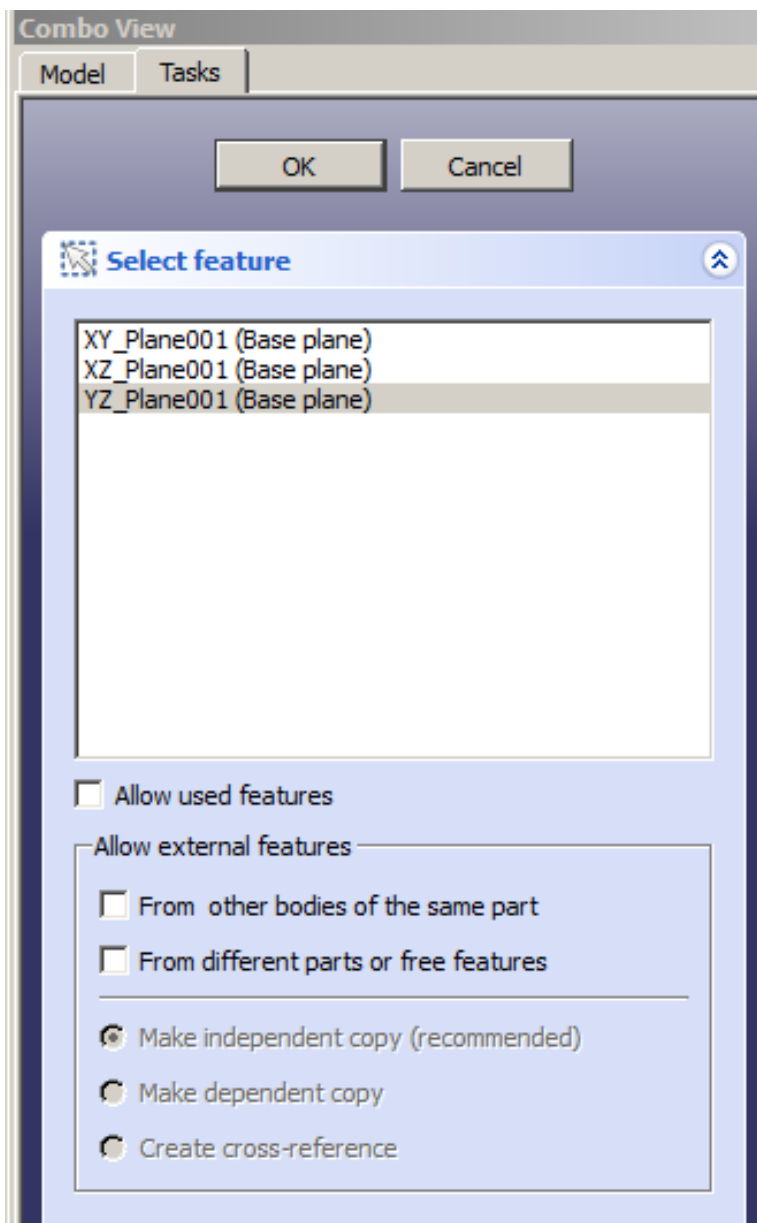 Combo View
Model Tasks
OK Cancel
Select feature
XY_Plane001 (Base plane)
XZ_Plane001 (Base plane)
YZ_Plane001 (Base plane)
Allow used features
Allow external features
From other bodies of the same part
From different parts or free features
Make independent copy (recommended)
Make dependent copy
Create cross-reference